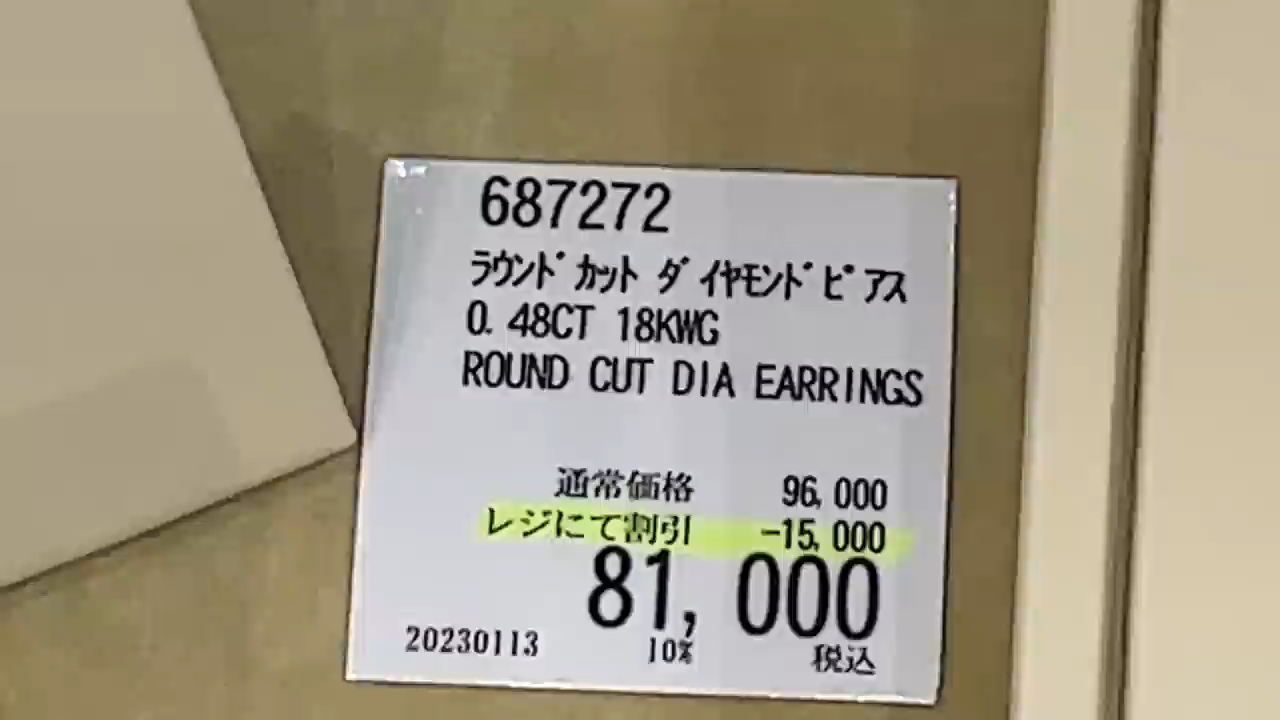 687272
ラウンドカット ダイヤモンドピアス
0.48CT 18KWG
ROUND CUT DIA EARRINGS
通常価格 96,000
レジにて割引 -15,000
81,000
20230113 10% 税込